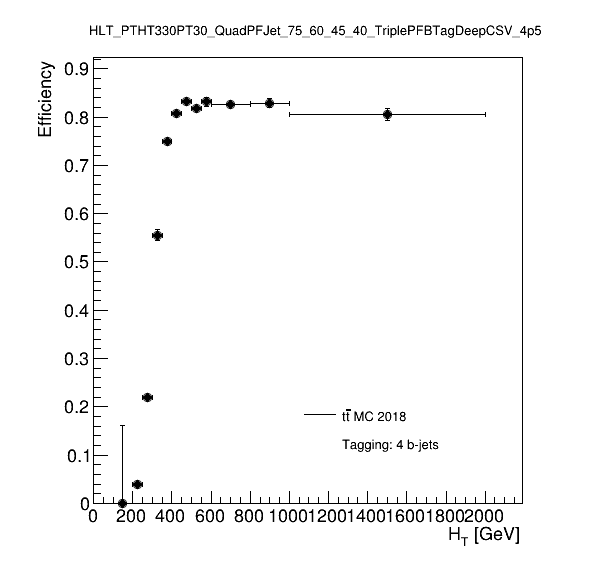 HLT_PTHT330PT30_QuadPFJet_75_60_45_40_TriplePFBTagDeepCSV_4p5
Efficiency
0.9
0.8
0.7
0.6
0.5
0.4
0.3
0.2
0.1
0
tt̄ MC 2018
Tagging: 4 b-jets
0 200 400 600 800 1000 1200 1400 1600 1800 2000
H_T [GeV]